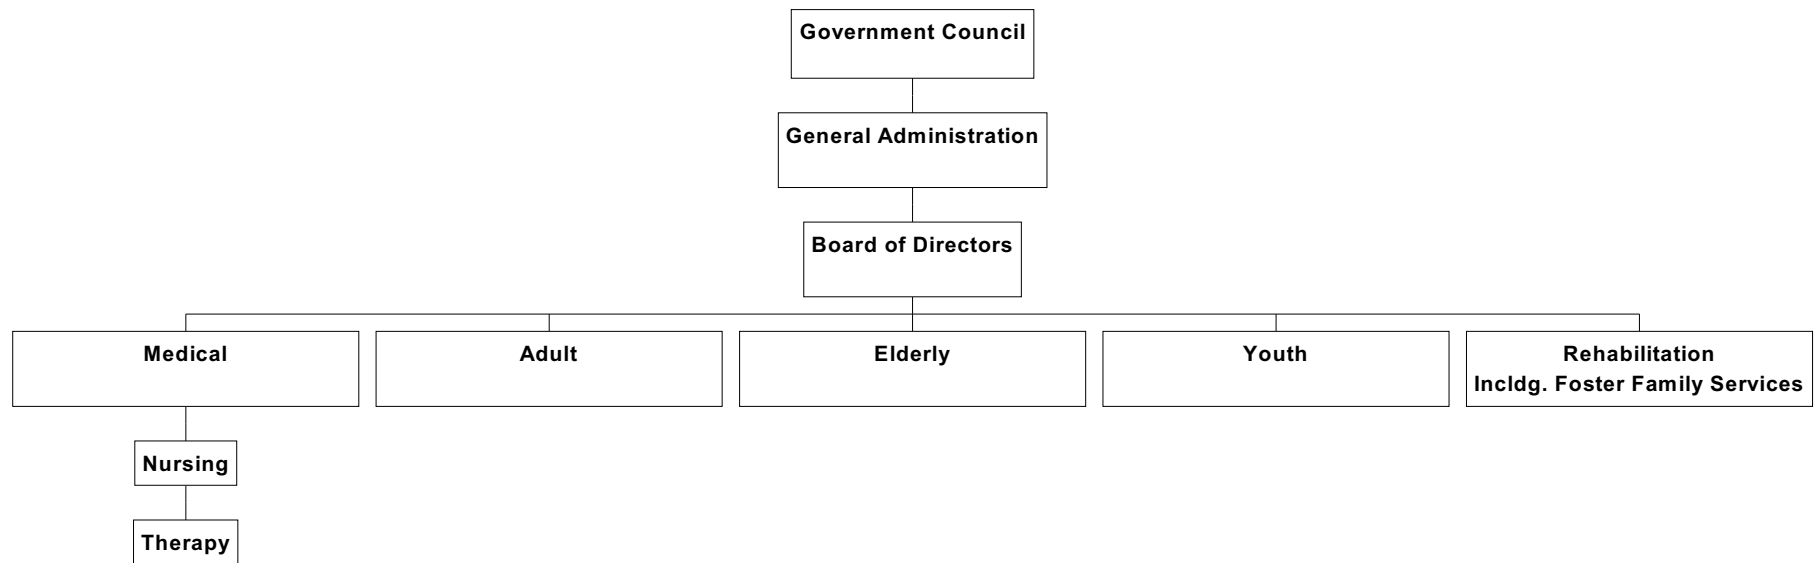 Government Council
General Administration
Board of Directors
Medical
Adult
Elderly
Youth
Rehabilitation
Incldg. Foster Family Services
Nursing
Therapy